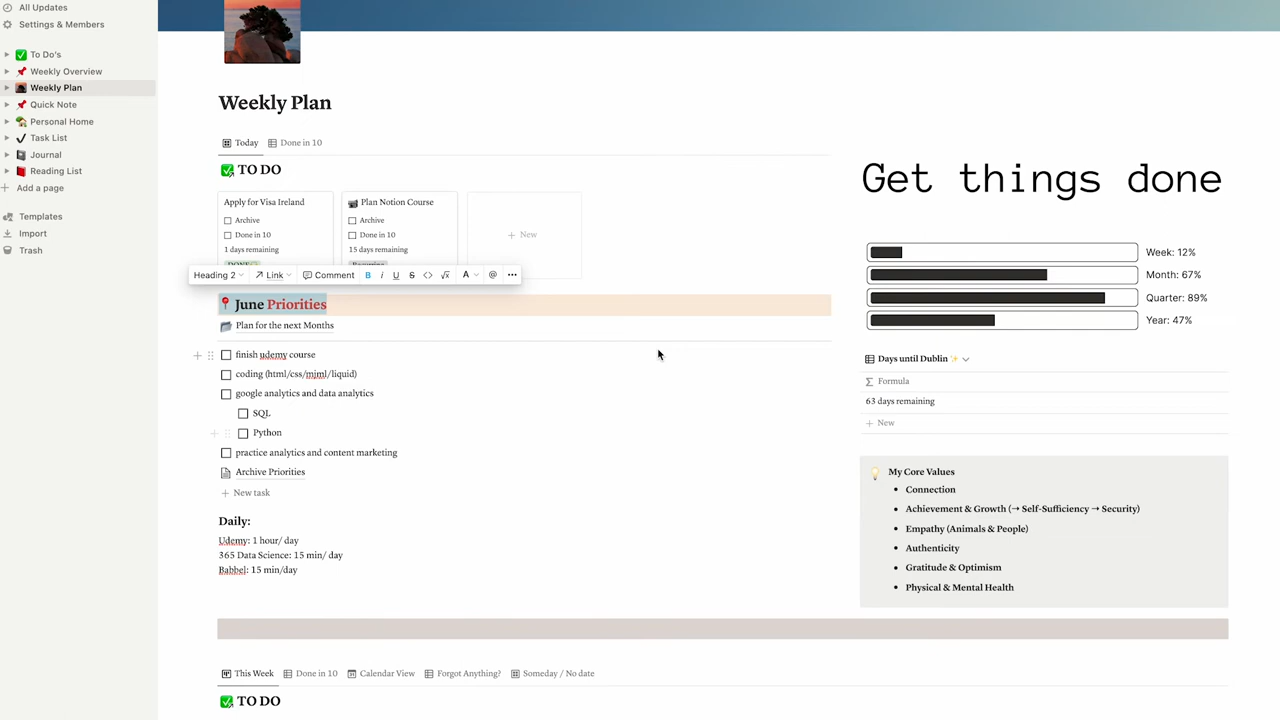 All Updates
Settings & Members
To Do's
Weekly Overview
Weekly Plan
Quick Note
Personal Home
Task List
Journal
Reading List
Add a page
Templates
Import
Trash
Weekly Plan
Today Done in 10
TO DO
Apply for Visa Ireland
Archive
Done in 10
1 days remaining
Plan Notion Course
Archive
Done in 10
15 days remaining
New
Heading 2 Link Comment B i U S <> √x A @ •••
June Priorities
Plan for the next Months
finish udemy course
coding (html/css/mjml/liquid)
google analytics and data analytics
SQL
Python
practice analytics and content marketing
Archive Priorities
New task
Daily:
Udemy: 1 hour/ day
365 Data Science: 15 min/ day
Babbel: 15 min/day
Get things done
Week: 12%
Month: 67%
Quarter: 89%
Year: 47%
Days until Dublin
Formula
63 days remaining
New
My Core Values
Connection
Achievement & Growth (→ Self-Sufficiency → Security)
Empathy (Animals & People)
Authenticity
Gratitude & Optimism
Physical & Mental Health
This Week Done in 10 Calendar View Forgot Anything? Someday / No date
TO DO